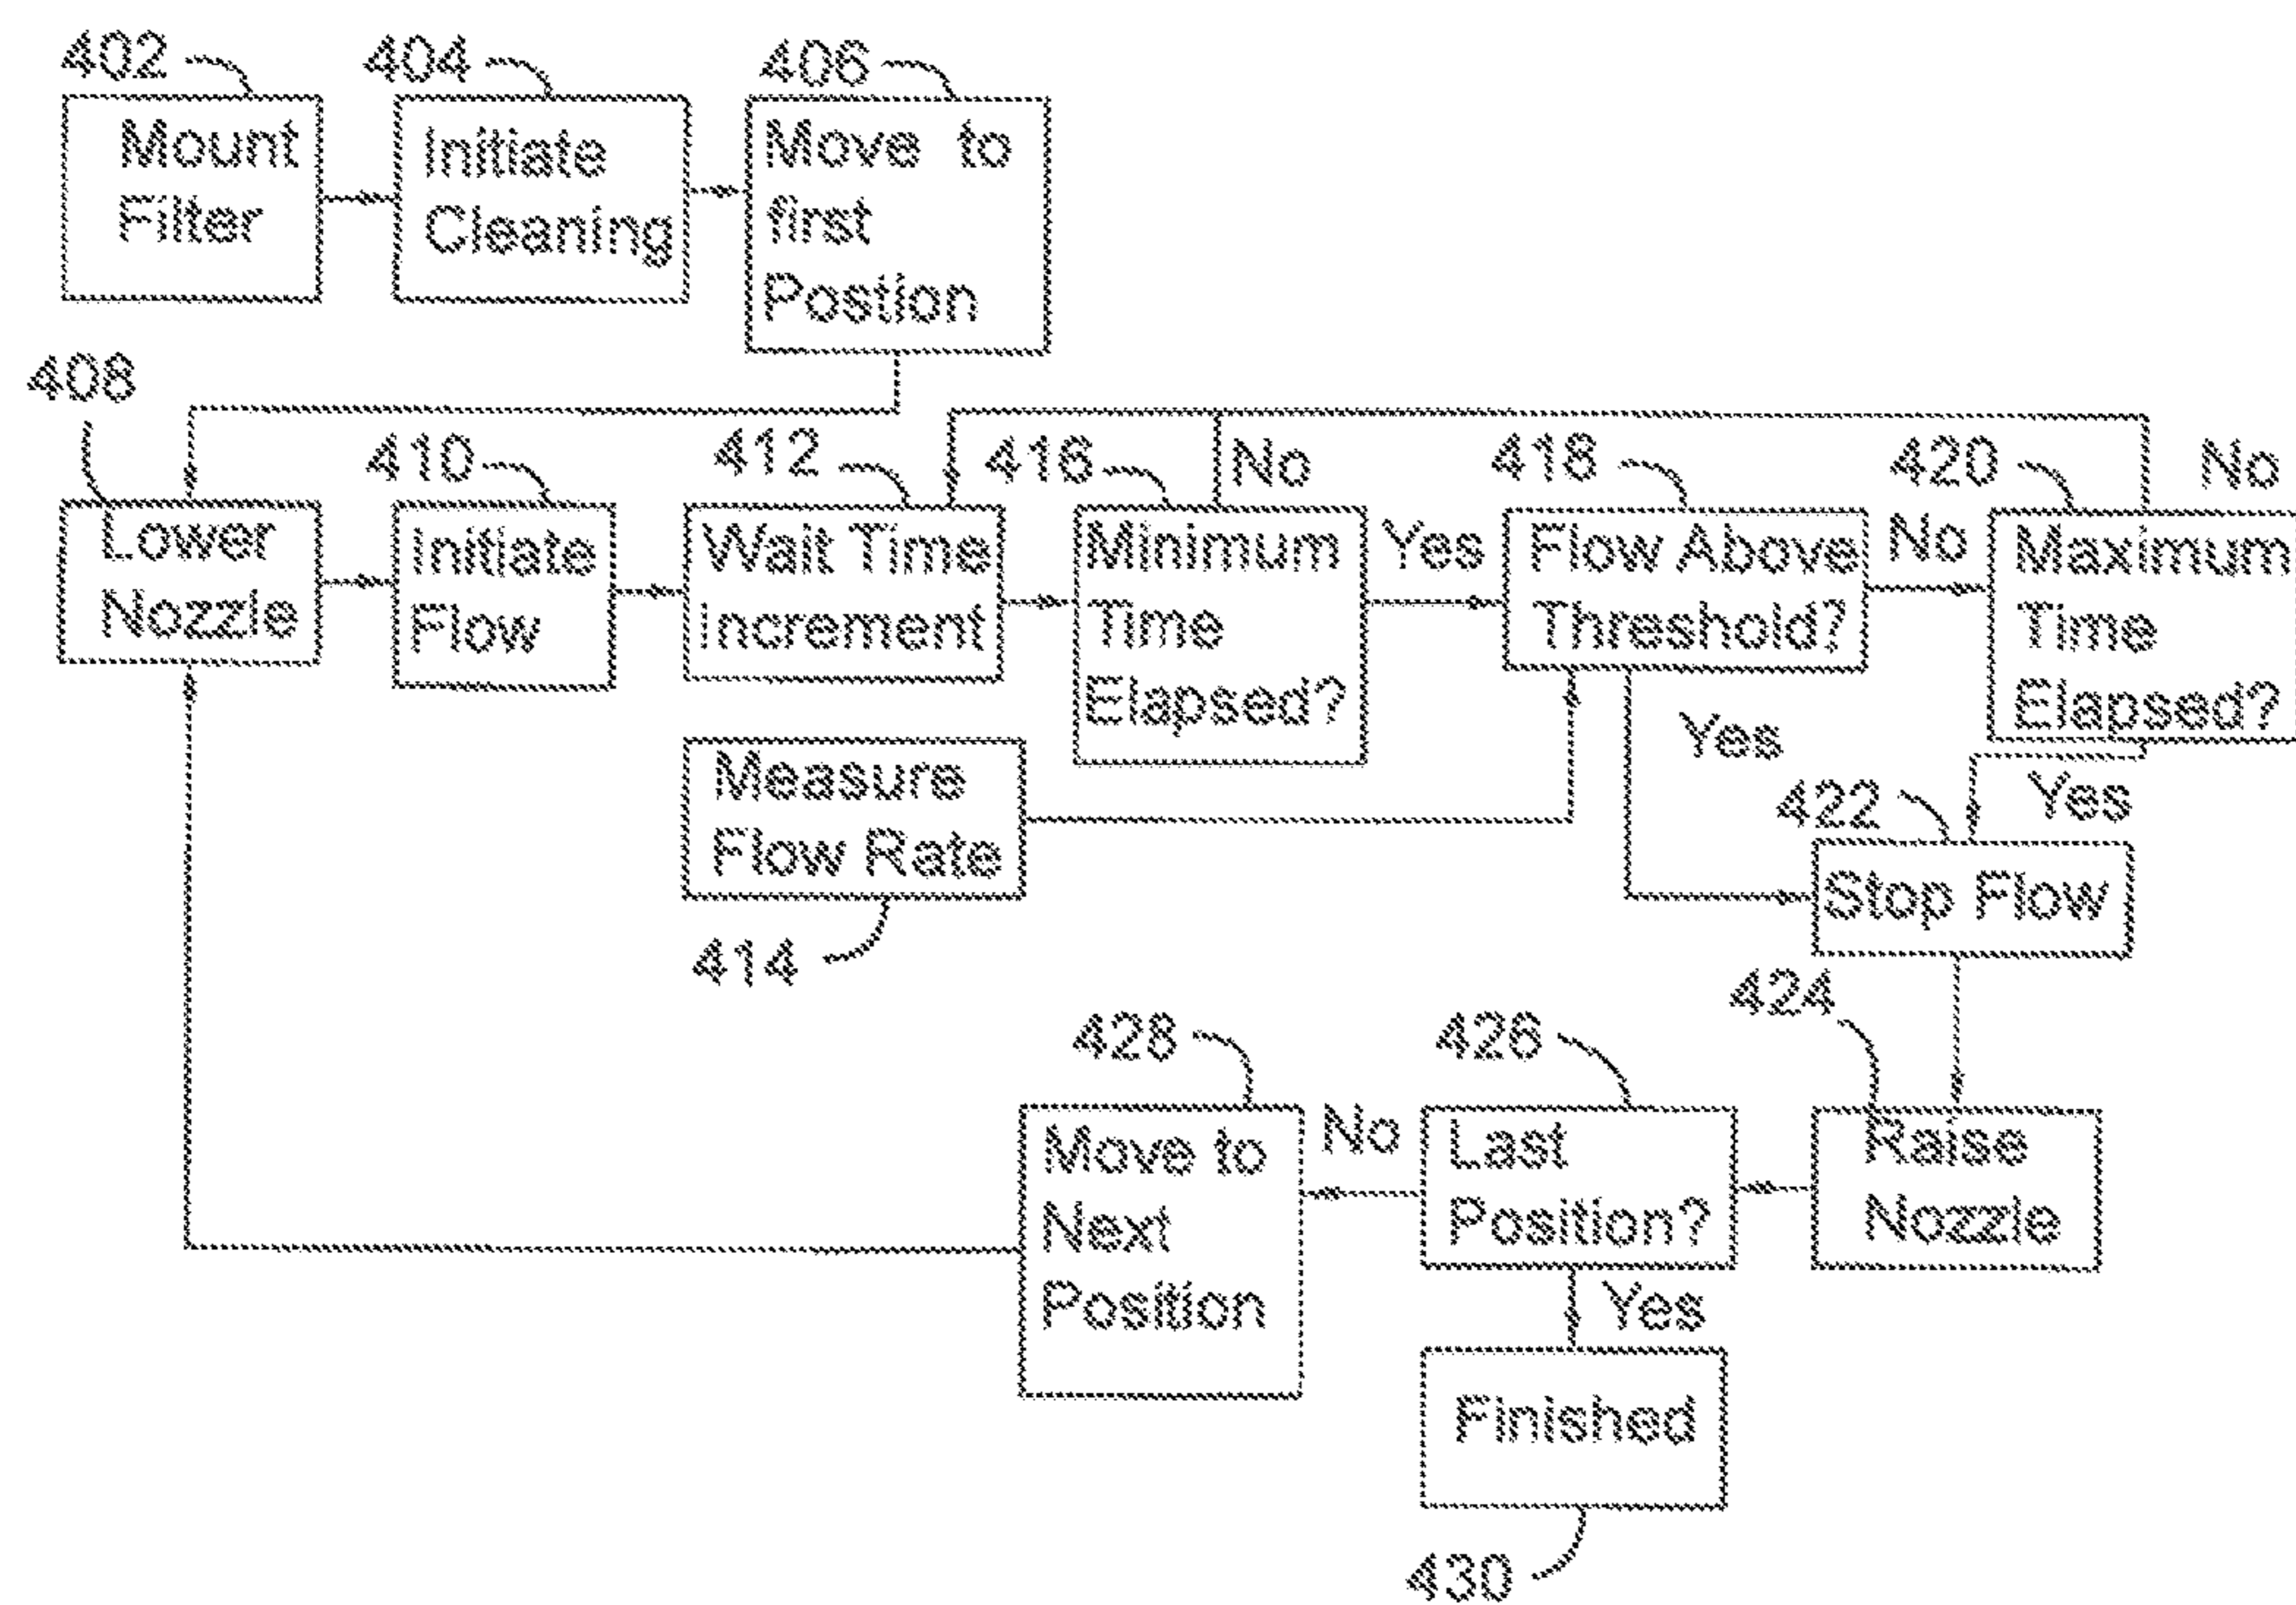 402
404
406
Mount
Filter
Initiate
Cleaning
Move to
first
Postion
408
410
412
416
No
418
420
No
Lower
Nozzle
Initiate
Flow
Wait Time
Increment
Minimum
Time
Elapsed?
Yes
Flow Above
Threshold?
No
Maximum
Time
Elapsed?
Yes
Yes
Measure
Flow Rate
414
422
Stop Flow
424
428
426
Move to
Next
Position
No
Last
Position?
Raise
Nozzle
Yes
Finished
430